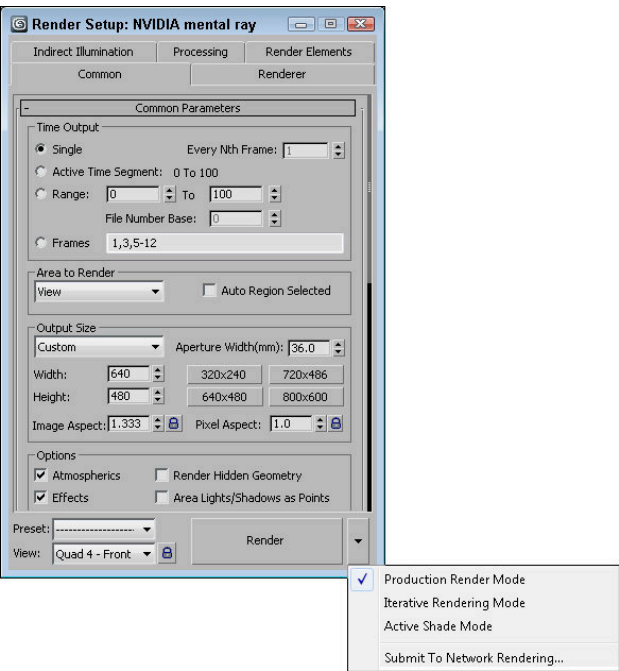 Render Setup: NVIDIA mental ray
Indirect Illumination Processing Render Elements
Common Renderer
- Common Parameters
Time Output
Single Every Nth Frame: 1
Active Time Segment: 0 To 100
Range: 0 To 100
File Number Base: 0
Frames 1,3,5-12
Area to Render
View Auto Region Selected
Output Size
Custom Aperture Width(mm): 36.0
Width: 640 320x240 720x486
Height: 480 640x480 800x600
Image Aspect: 1.333 Pixel Aspect: 1.0
Options
Atmospherics Render Hidden Geometry
Effects Area Lights/Shadows as Points
Preset: --------------------
View: Quad 4 - Front Render
Production Render Mode
Iterative Rendering Mode
Active Shade Mode
Submit To Network Rendering...